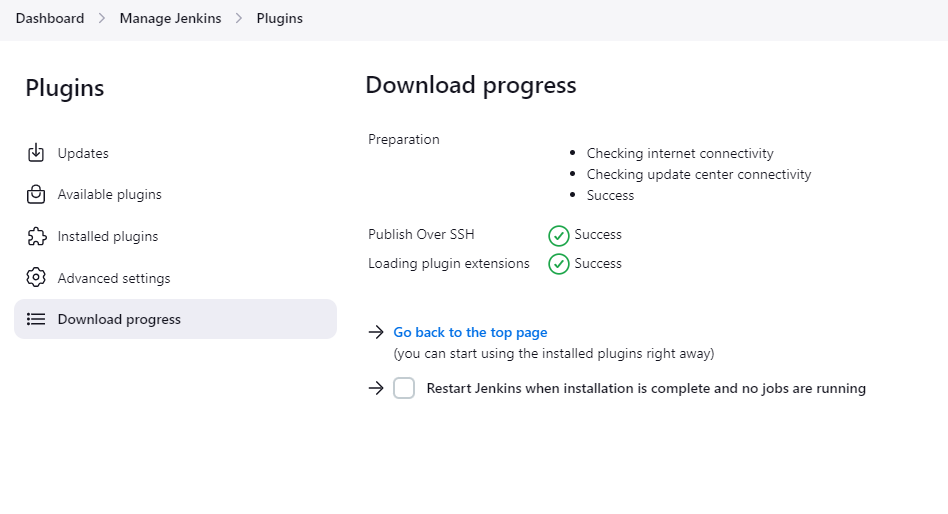 Dashboard > Manage Jenkins > Plugins
Plugins
Updates
Available plugins
Installed plugins
Advanced settings
Download progress
Download progress
Preparation
• Checking internet connectivity
• Checking update center connectivity
• Success
Publish Over SSH Success
Loading plugin extensions Success
→ Go back to the top page
(you can start using the installed plugins right away)
→ Restart Jenkins when installation is complete and no jobs are running